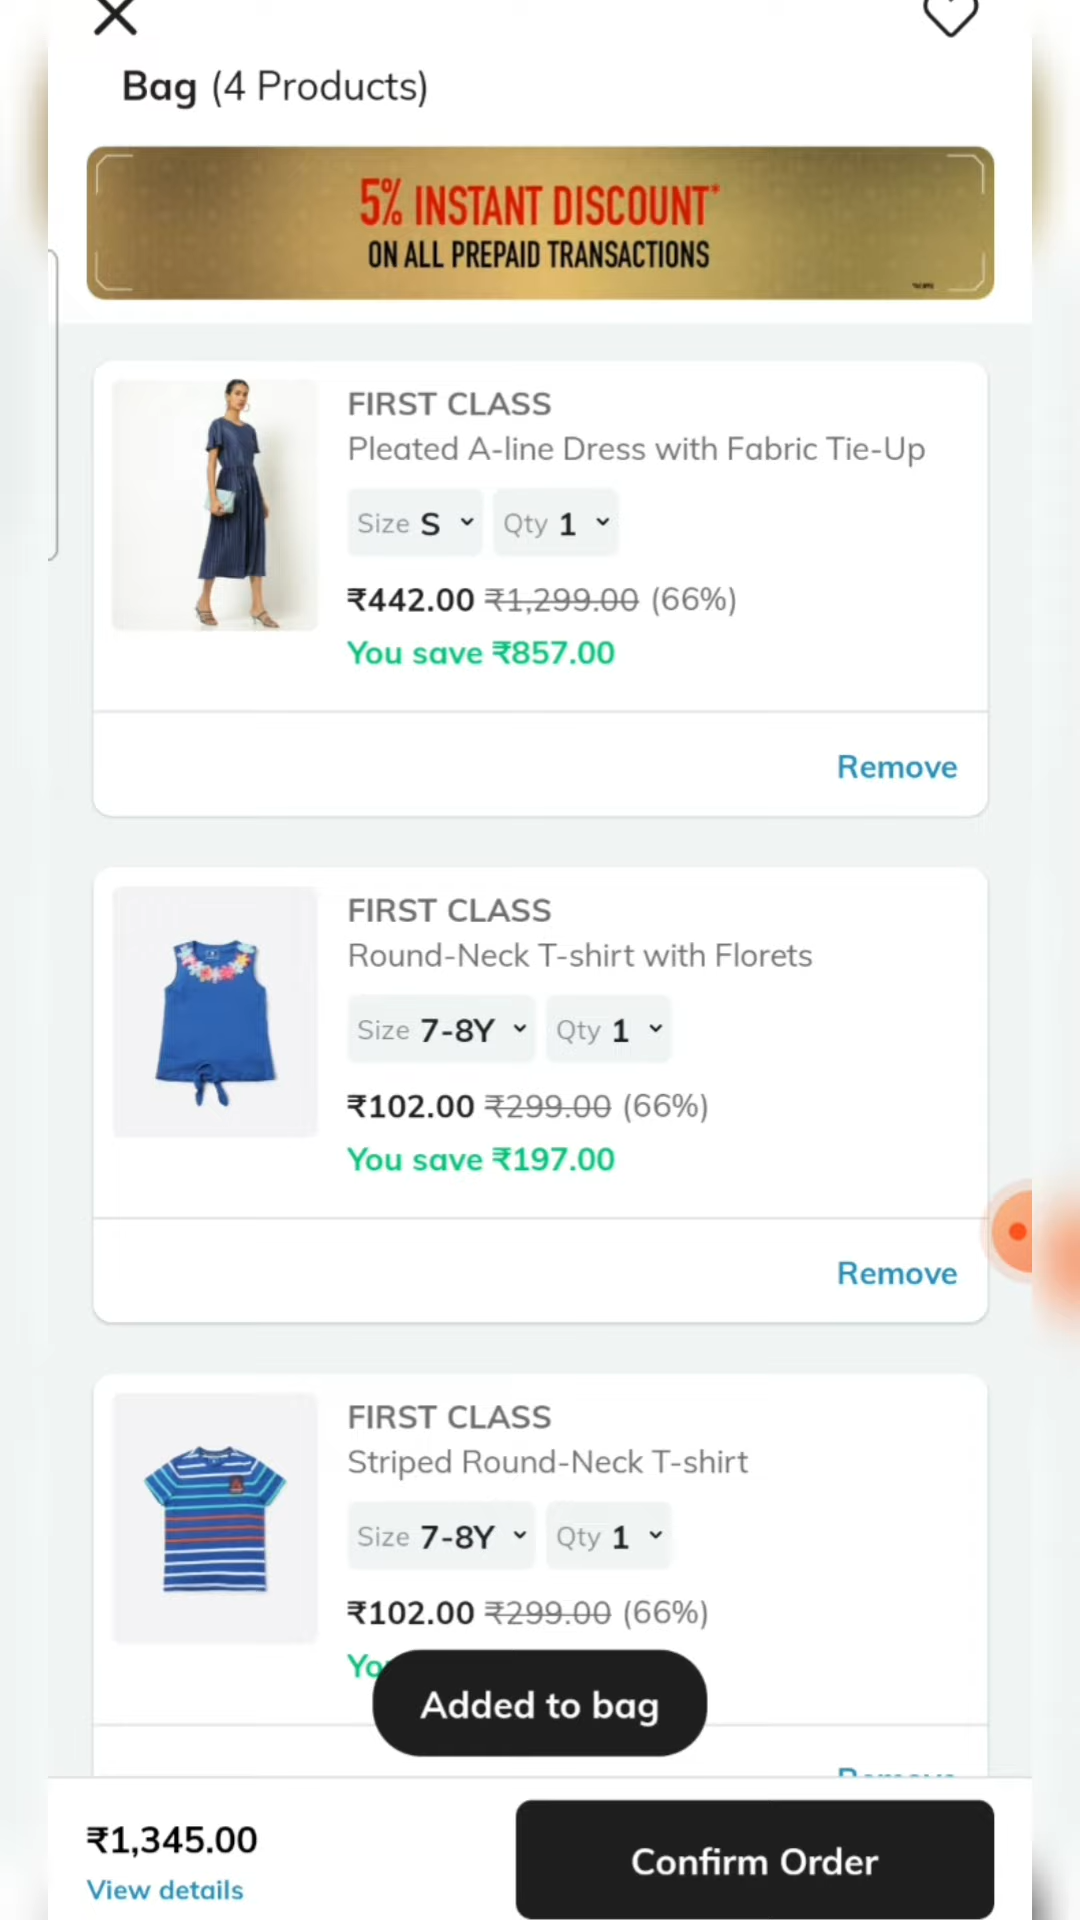 Bag (4 Products)
5% INSTANT DISCOUNT*
ON ALL PREPAID TRANSACTIONS
FIRST CLASS
Pleated A-line Dress with Fabric Tie-Up
Size S Qty 1
₹442.00 ₹1,299.00 (66%)
You save ₹857.00
Remove
FIRST CLASS
Round-Neck T-shirt with Florets
Size 7-8Y Qty 1
₹102.00 ₹299.00 (66%)
You save ₹197.00
Remove
FIRST CLASS
Striped Round-Neck T-shirt
Size 7-8Y Qty 1
₹102.00 ₹299.00 (66%)
Yo
Added to bag
Remove
₹1,345.00
View details
Confirm Order